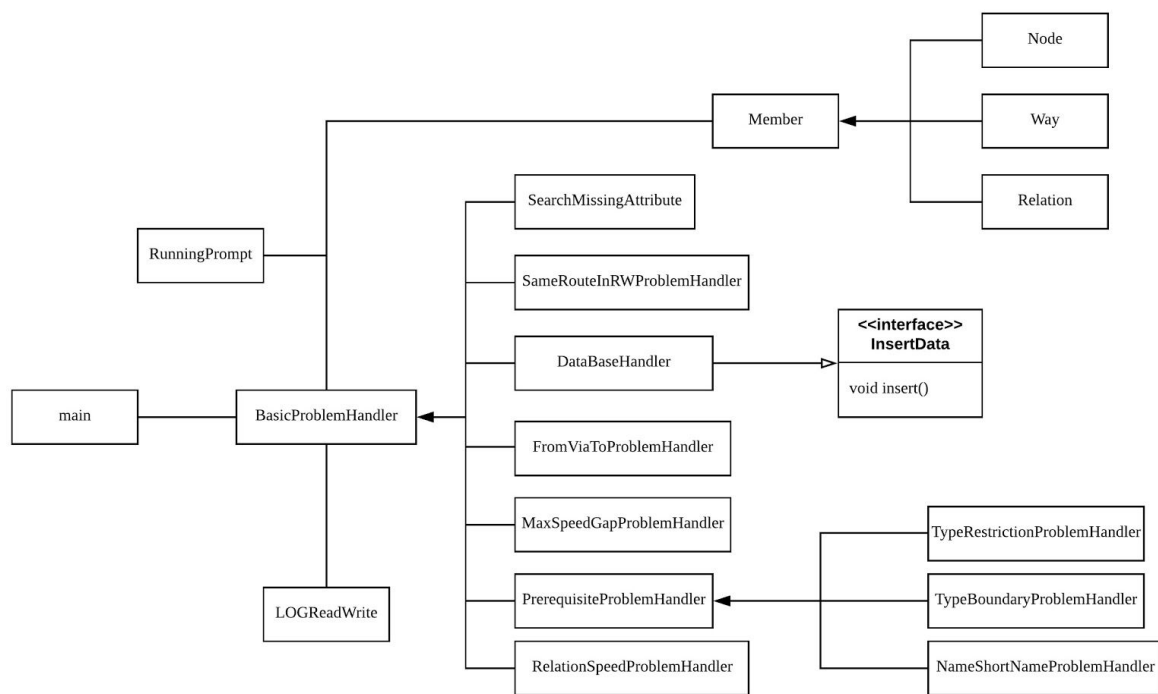 Node
Member
Way
SearchMissingAttribute
Relation
RunningPrompt
SameRouteInRWProblemHandler
<<interface>>
InsertData
DataBaseHandler
void insert()
main
BasicProblemHandler
FromViaToProblemHandler
MaxSpeedGapProblemHandler
TypeRestrictionProblemHandler
LOGReadWrite
PrerequisiteProblemHandler
TypeBoundaryProblemHandler
RelationSpeedProblemHandler
NameShortNameProblemHandler